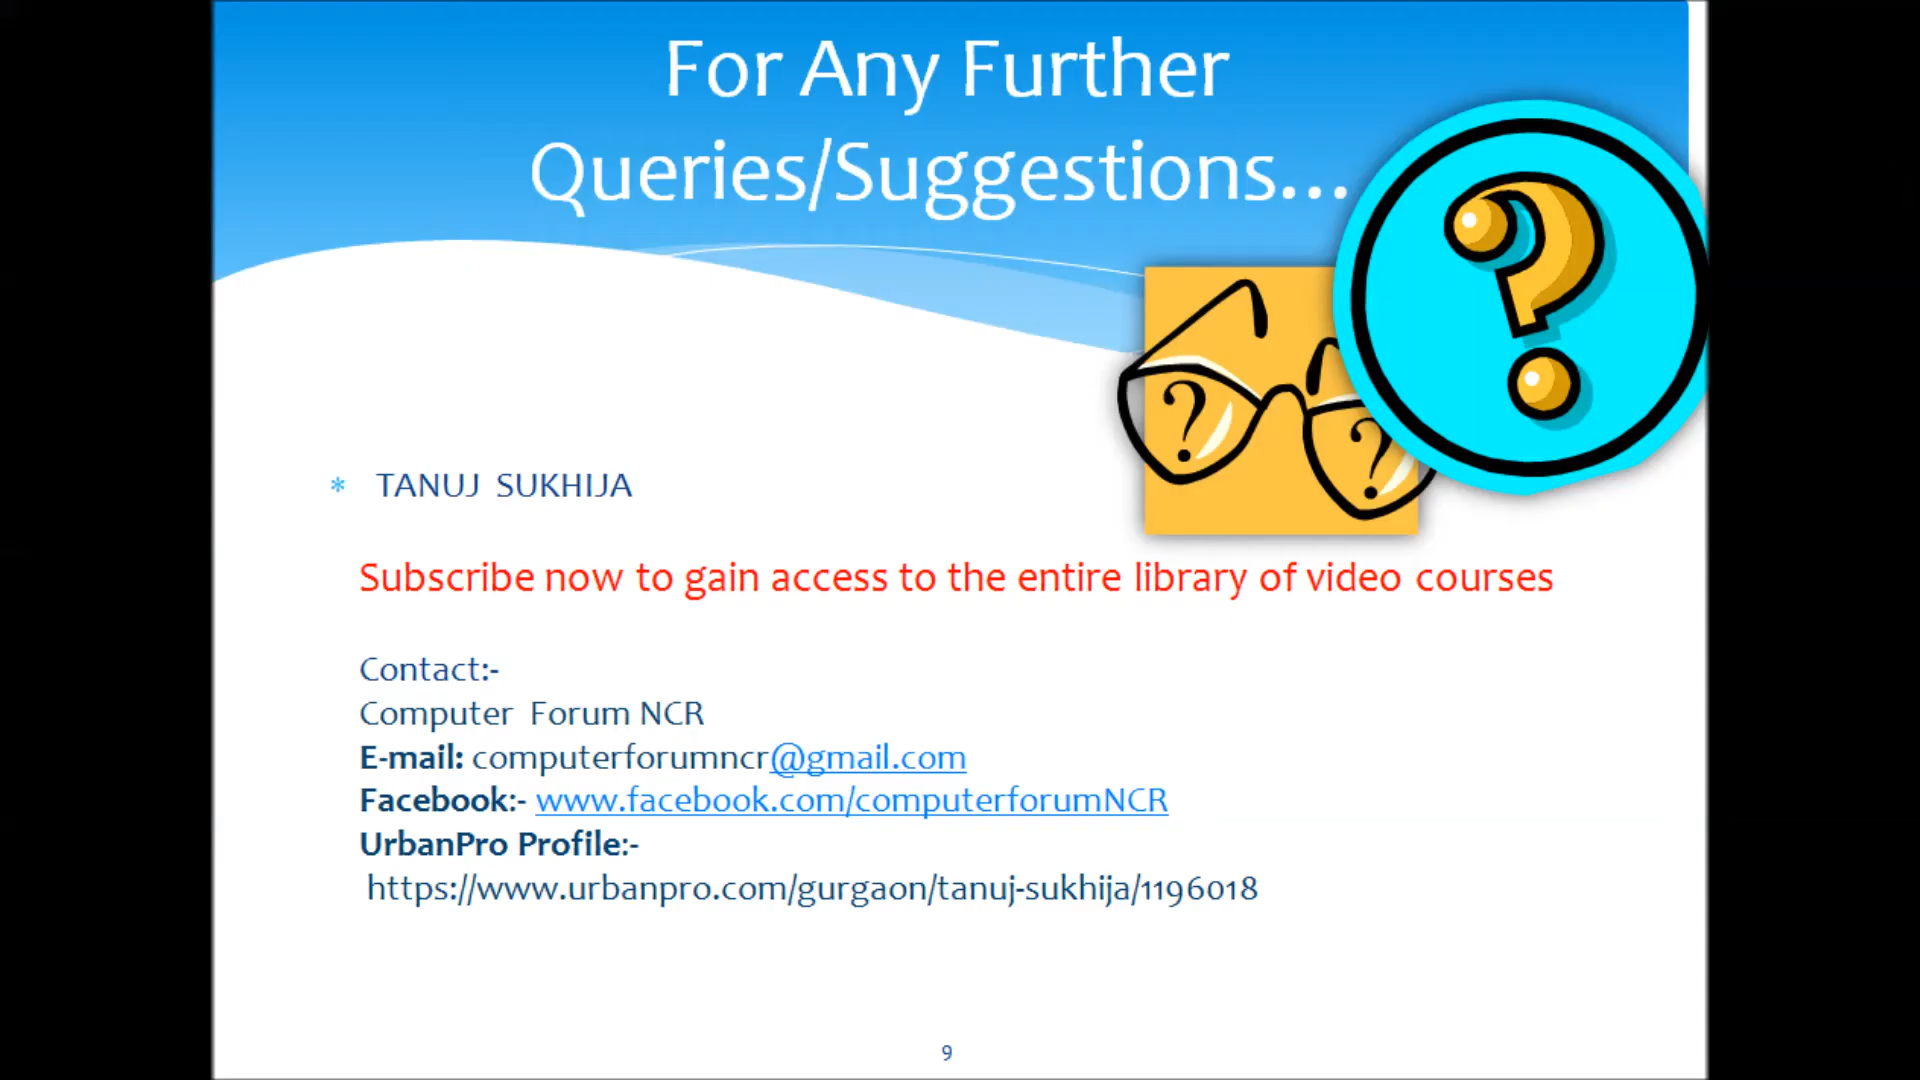 For Any Further
Queries/Suggestions...
? ?
?
* TANUJ SUKHIJA
Subscribe now to gain access to the entire library of video courses
Contact:-
Computer Forum NCR
E-mail: computerforumncr@gmail.com
Facebook:- www.facebook.com/computerforumNCR
UrbanPro Profile:-
https://www.urbanpro.com/gurgaon/tanuj-sukhija/1196018
9